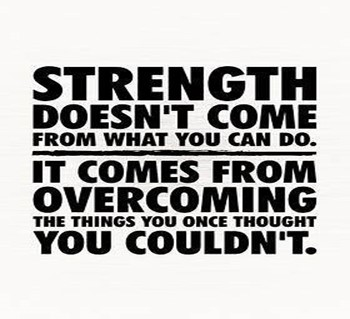 STRENGTH
DOESN'T COME
FROM WHAT YOU CAN DO.
IT COMES FROM
OVERCOMING
THE THINGS YOU ONCE THOUGHT
YOU COULDN'T.